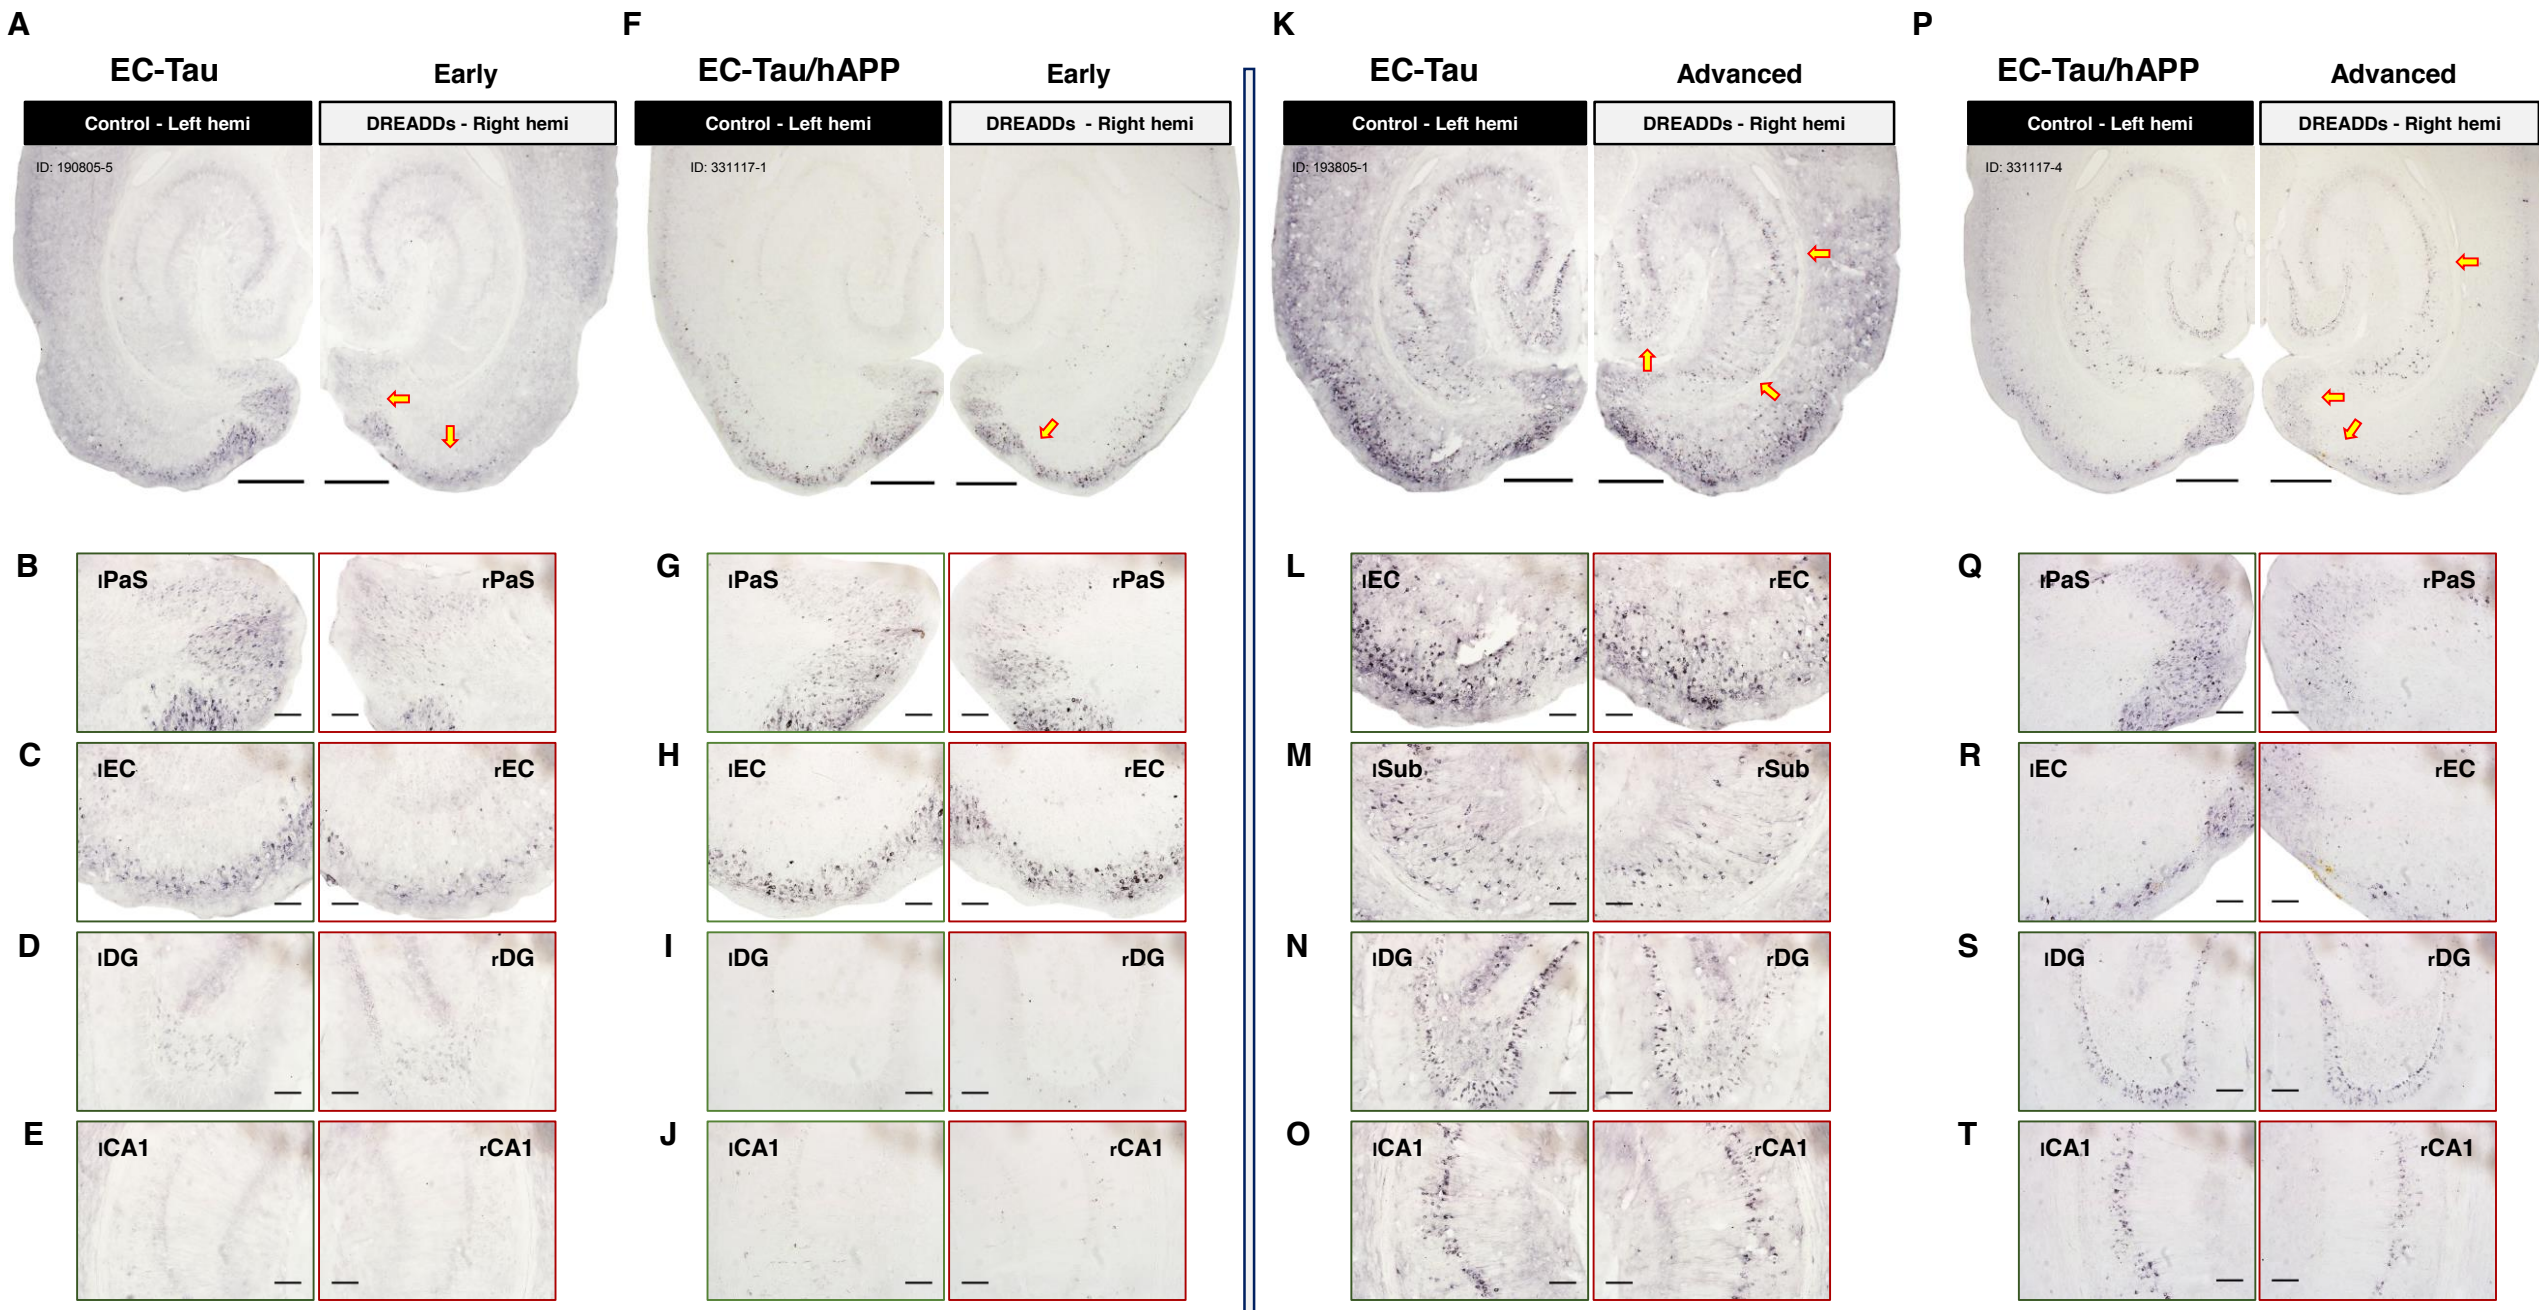 A
F
K
P
EC-Tau
Early
EC-Tau/hAPP
Early
EC-Tau
Advanced
EC-Tau/hAPP
Advanced
Control - Left hemi
DREADDs - Right hemi
Control - Left hemi
DREADDs - Right hemi
Control - Left hemi
DREADDs - Right hemi
Control - Left hemi
DREADDs - Right hemi
ID: 190805-5
ID: 331117-1
ID: 193805-1
ID: 331117-4
B
lPaS
rPaS
G
lPaS
rPaS
L
lEC
rEC
Q
lPaS
rPaS
C
lEC
rEC
H
lEC
rEC
M
lSub
rSub
R
lEC
rEC
D
lDG
rDG
I
lDG
rDG
N
lDG
rDG
S
lDG
rDG
E
lCA1
rCA1
J
lCA1
rCA1
O
lCA1
rCA1
T
lCA1
rCA1